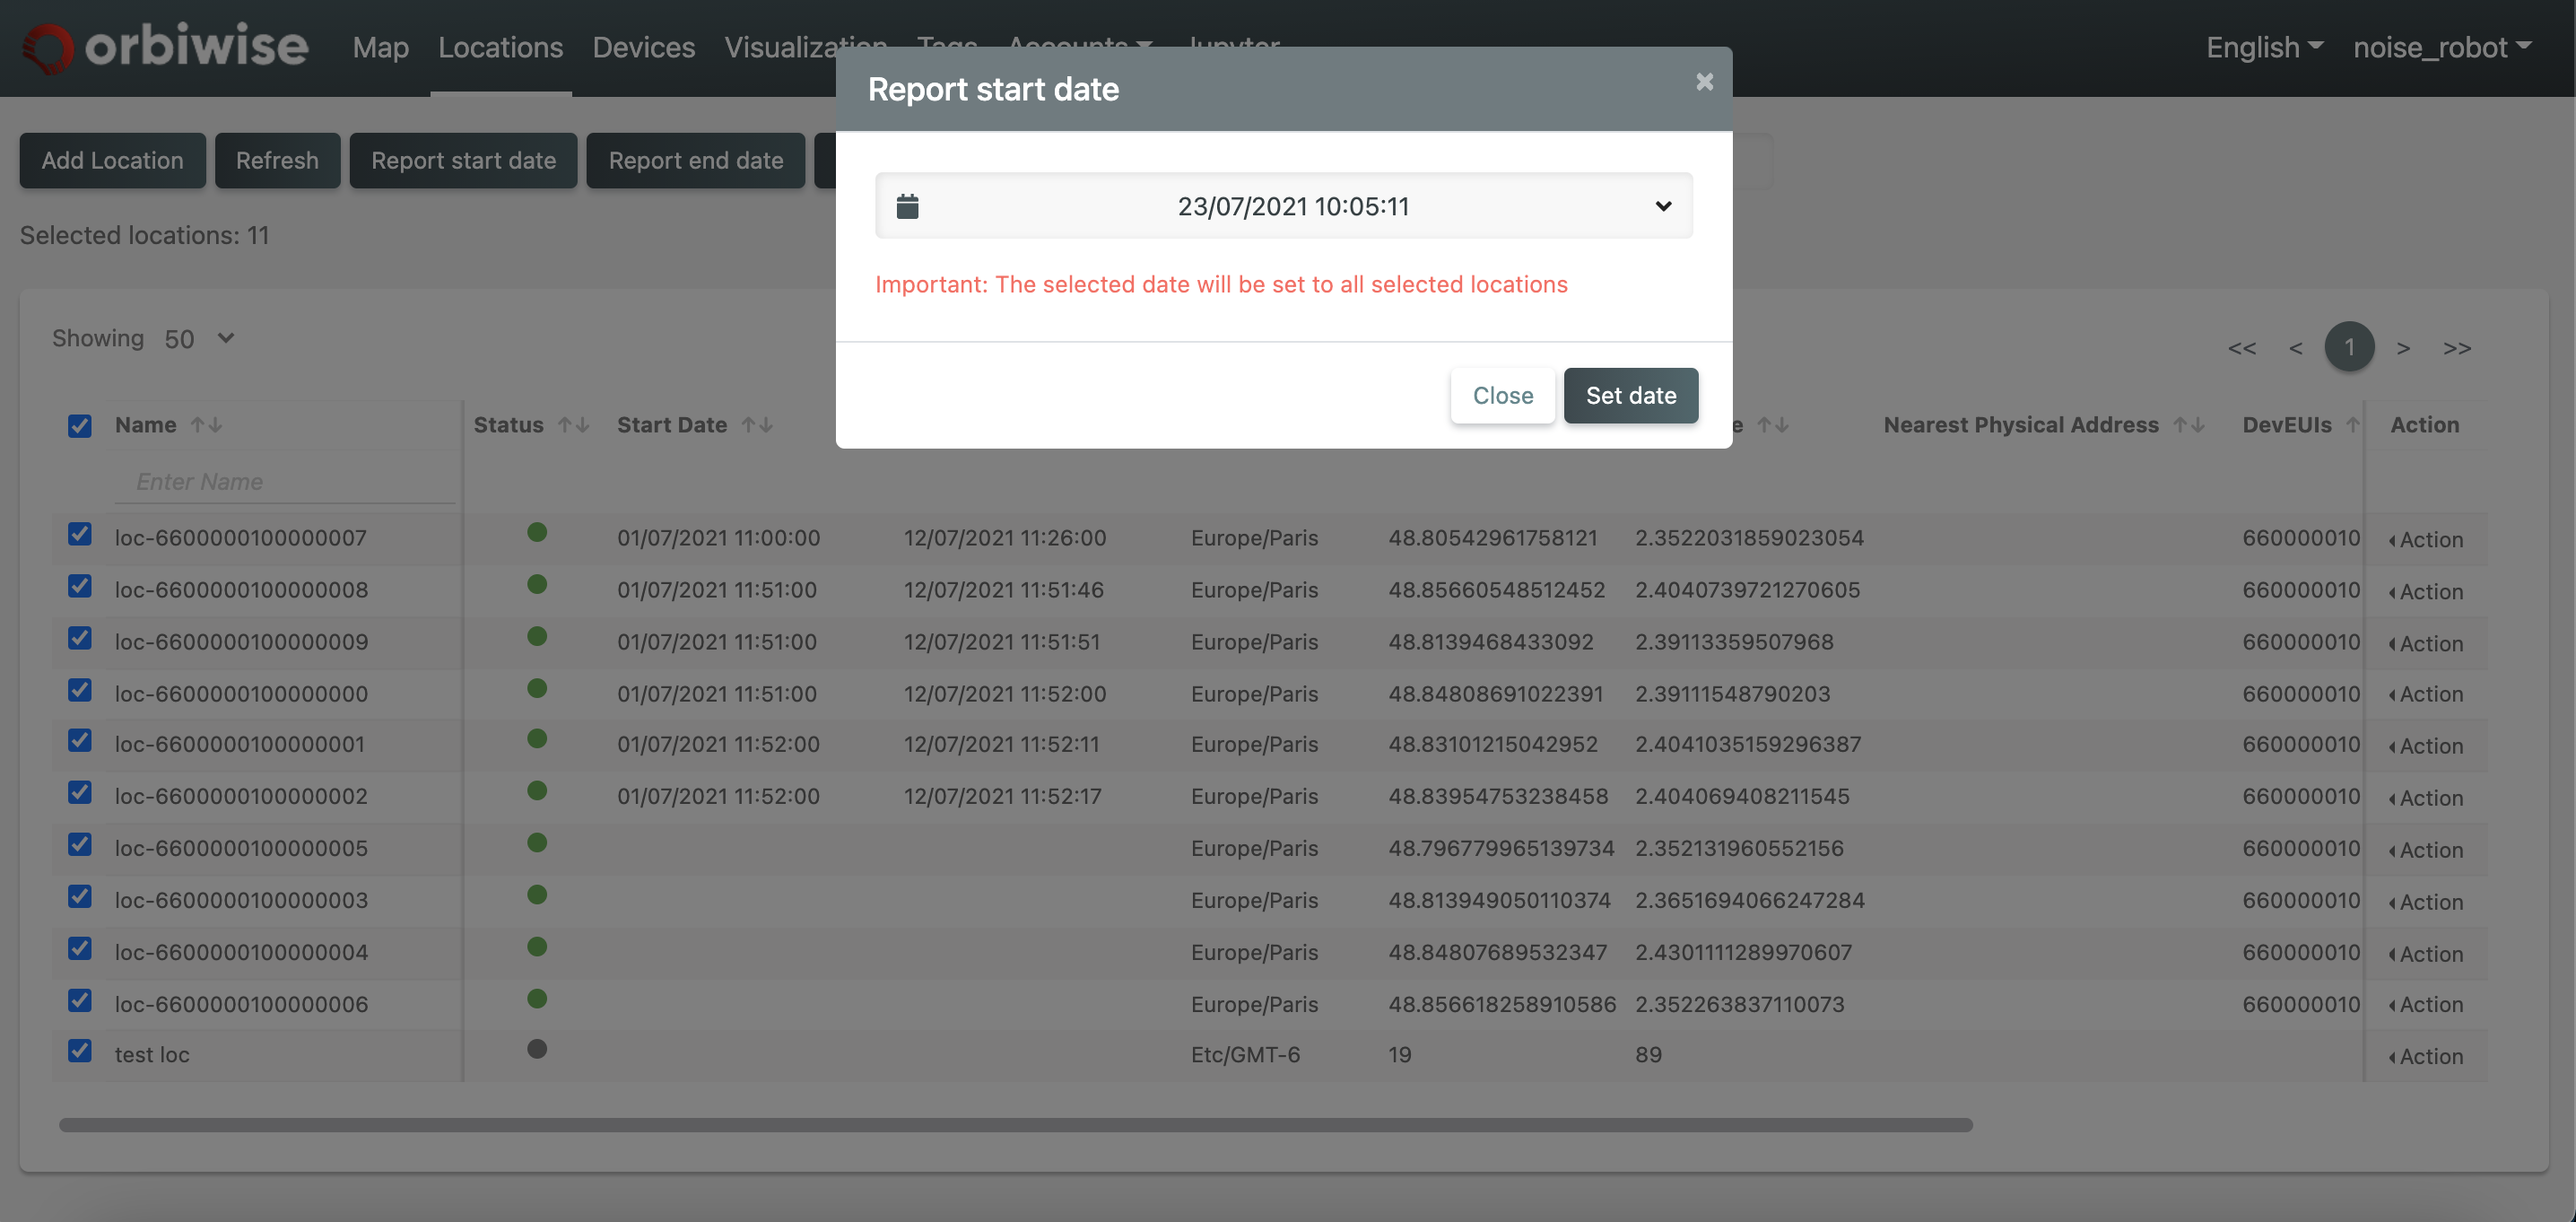 orbiwise Map Locations Devices Visualization Tags Accounts Jupyter English noise_robot
Report start date ×
Add Location Refresh Report start date Report end date
23/07/2021 10:05:11
Selected locations: 11
Important: The selected date will be set to all selected locations
Showing 50
<< < 1 > >>
Close Set date
Name Status Start Date Nearest Physical Address DevEUIs Action
Enter Name
loc-6600000100000007 01/07/2021 11:00:00 12/07/2021 11:26:00 Europe/Paris 48.80542961758121 2.3522031859023054 660000010 Action
loc-6600000100000008 01/07/2021 11:51:00 12/07/2021 11:51:46 Europe/Paris 48.85660548512452 2.4040739721270605 660000010 Action
loc-6600000100000009 01/07/2021 11:51:00 12/07/2021 11:51:51 Europe/Paris 48.8139468433092 2.39113359507968 660000010 Action
loc-6600000100000000 01/07/2021 11:51:00 12/07/2021 11:52:00 Europe/Paris 48.84808691022391 2.39111548790203 660000010 Action
loc-6600000100000001 01/07/2021 11:52:00 12/07/2021 11:52:11 Europe/Paris 48.83101215042952 2.4041035159296387 660000010 Action
loc-6600000100000002 01/07/2021 11:52:00 12/07/2021 11:52:17 Europe/Paris 48.83954753238458 2.404069408211545 660000010 Action
loc-6600000100000005 Europe/Paris 48.796779965139734 2.352131960552156 660000010 Action
loc-6600000100000003 Europe/Paris 48.813949050110374 2.3651694066247284 660000010 Action
loc-6600000100000004 Europe/Paris 48.84807689532347 2.4301111289970607 660000010 Action
loc-6600000100000006 Europe/Paris 48.856618258910586 2.352263837110073 660000010 Action
test loc Etc/GMT-6 19 89 Action